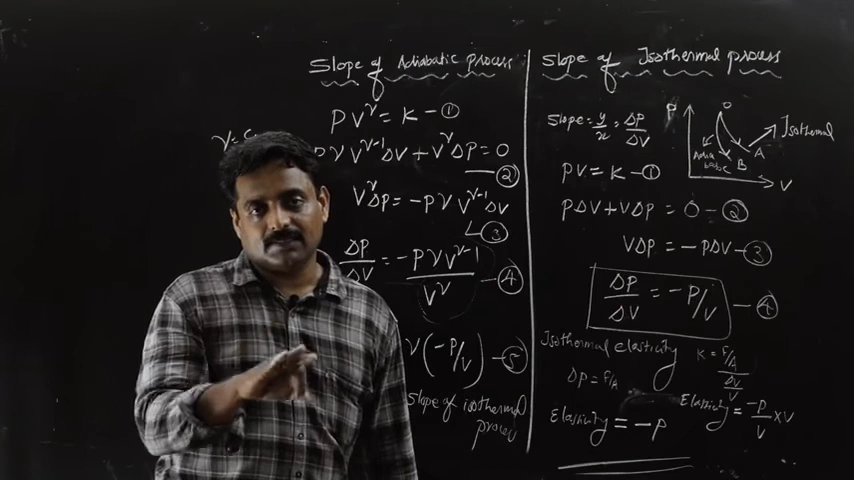 Slope of Adiabatic process
PV^γ = K - ①
PγV^γ-1 ΔV + V^γ ΔP = 0
②
V^γ ΔP = -PγV^γ-1 ΔV
③
ΔP/ΔV = -PγV^γ-1/V^γ - ④
γ(-P/V) - ⑤
Slope of isothermal
process
Slope of Isothermal process
Slope = y/x = ΔP/ΔV
P
O
Isothermal
A
B
C
V
PV = K - ①
PΔV + VΔP = 0 - ②
VΔP = -PΔV - ③
ΔP/ΔV = -P/V - ④
Isothermal elasticity
K = F/A / ΔV/V
ΔP = F/A
Elasticity = -P/V × V
Elasticity = -P